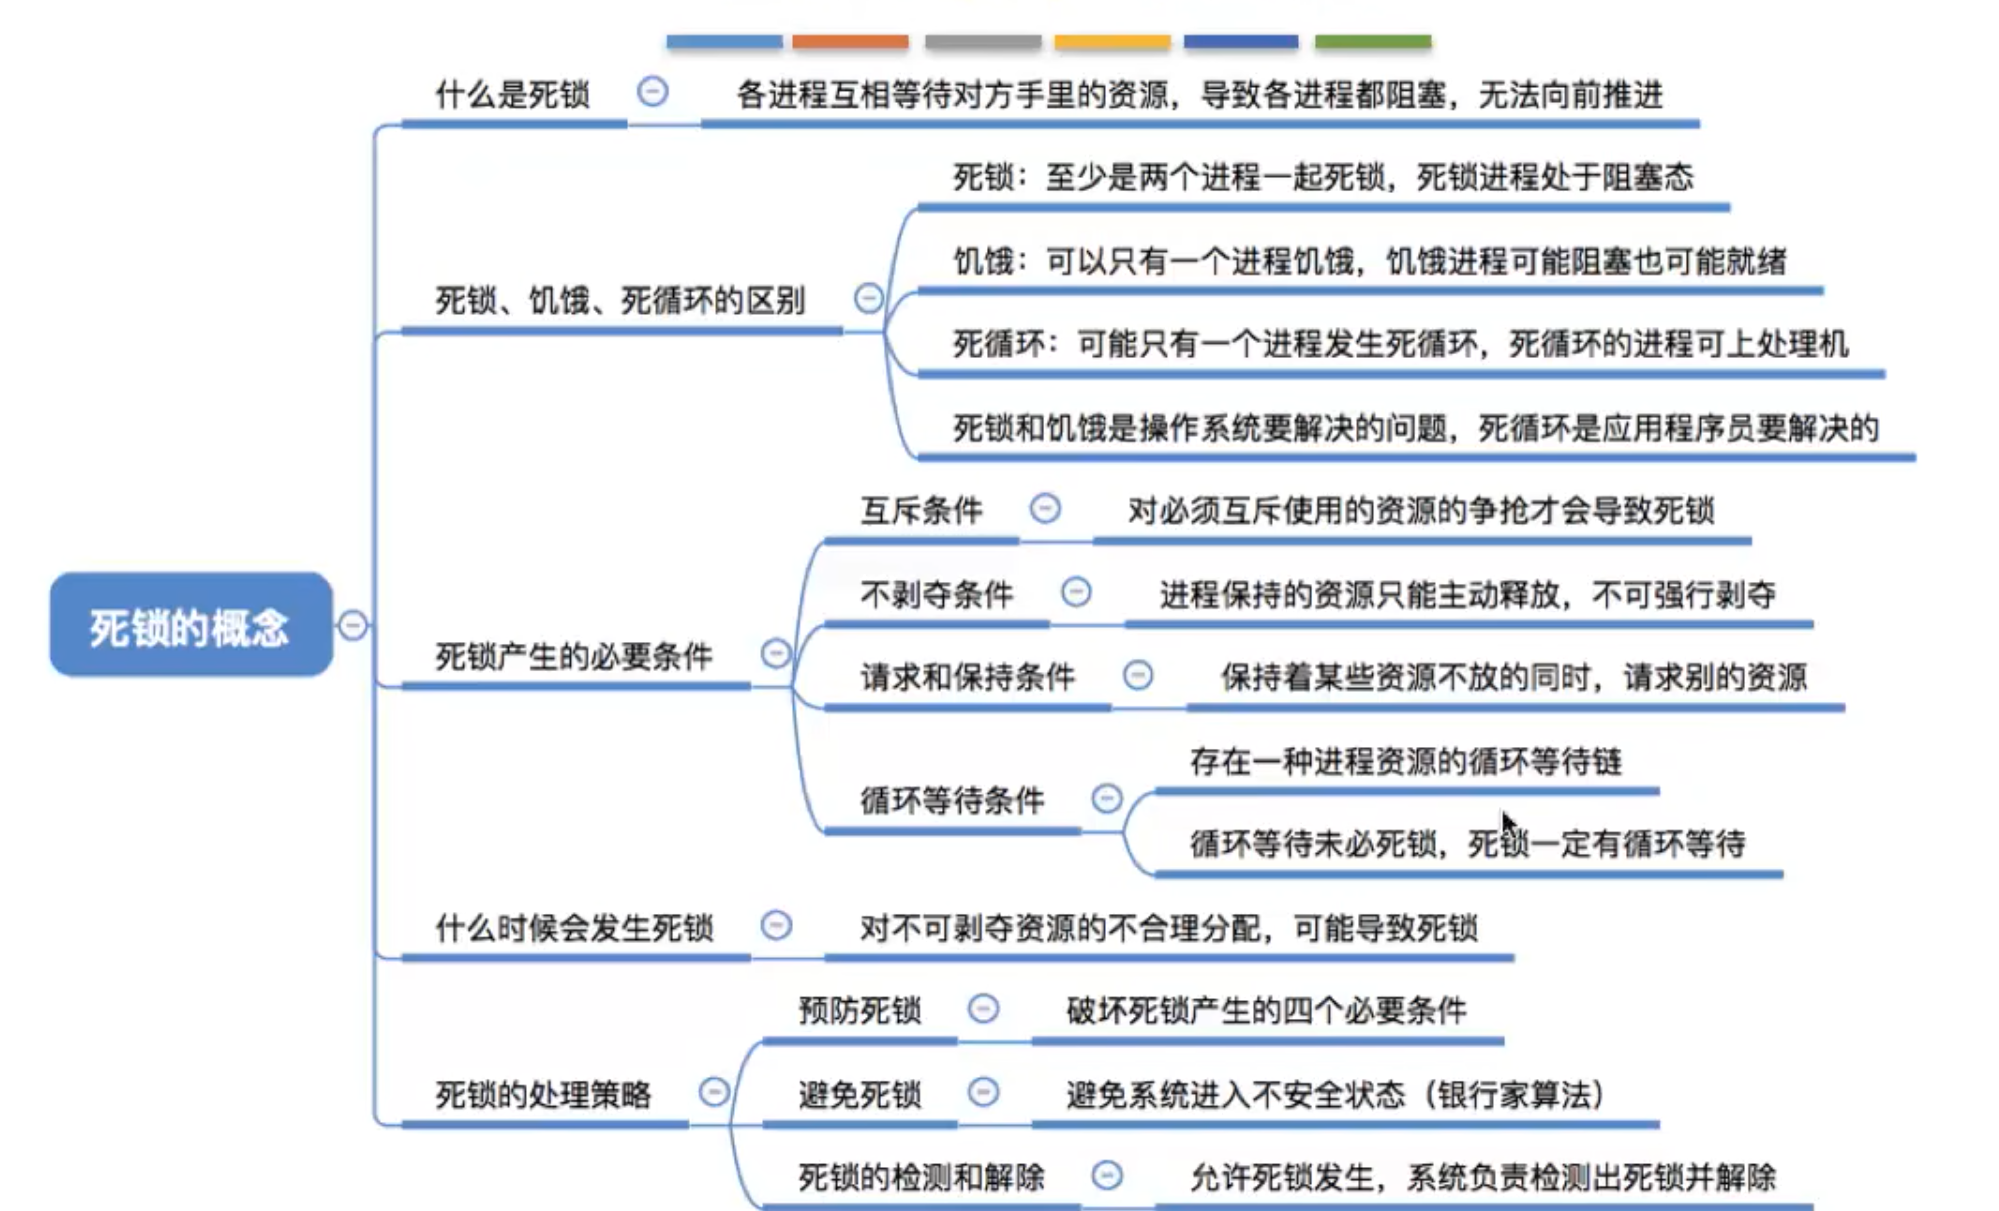 什么是死锁
各进程互相等待对方手里的资源，导致各进程都阻塞，无法向前推进
死锁：至少是两个进程一起死锁，死锁进程处于阻塞态
饥饿：可以只有一个进程饥饿，饥饿进程可能阻塞也可能就绪
死锁、饥饿、死循环的区别
死循环：可能只有一个进程发生死循环，死循环的进程可上处理机
死锁和饥饿是操作系统要解决的问题，死循环是应用程序员要解决的
互斥条件
对必须互斥使用的资源的争抢才会导致死锁
不剥夺条件
进程保持的资源只能主动释放，不可强行剥夺
死锁的概念
死锁产生的必要条件
请求和保持条件
保持着某些资源不放的同时，请求别的资源
循环等待条件
存在一种进程资源的循环等待链
循环等待未必死锁，死锁一定有循环等待
什么时候会发生死锁
对不可剥夺资源的不合理分配，可能导致死锁
预防死锁
破坏死锁产生的四个必要条件
死锁的处理策略
避免死锁
避免系统进入不安全状态（银行家算法）
死锁的检测和解除
允许死锁发生，系统负责检测出死锁并解除